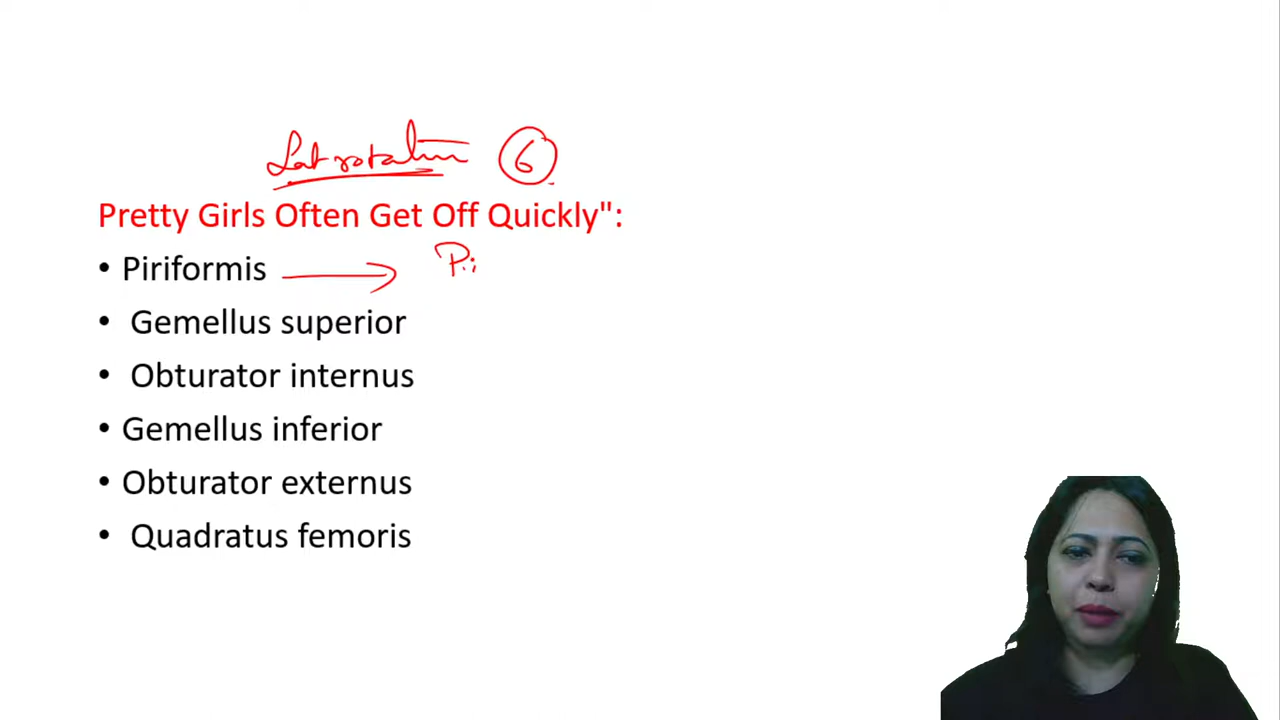 Lat rotation 6
Pretty Girls Often Get Off Quickly":
• Piriformis → Pi
• Gemellus superior
• Obturator internus
• Gemellus inferior
• Obturator externus
• Quadratus femoris